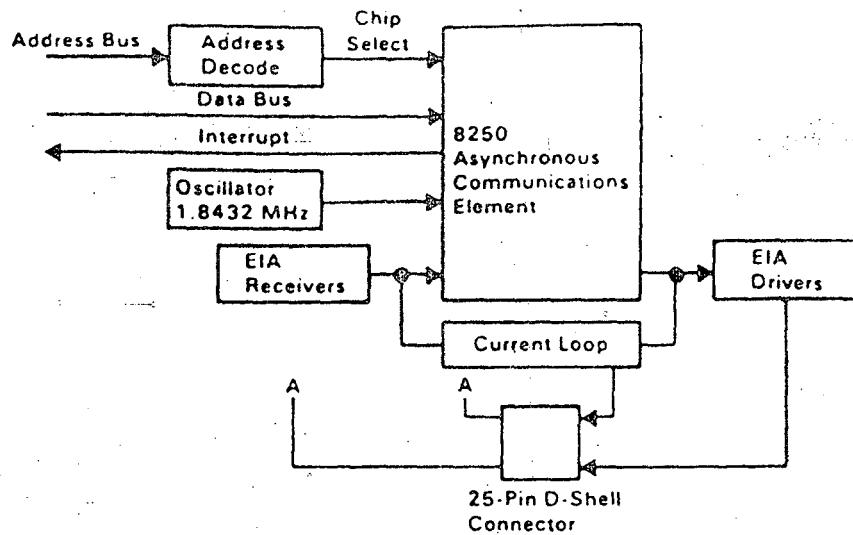 Chip
Select
Address Bus
Address
Decode
Data Bus
Interrupt
8250
Asynchronous
Communications
Element
Oscillator
1.8432 MHz
EIA
Receivers
EIA
Drivers
Current Loop
A
A
25-Pin D-Shell
Connector